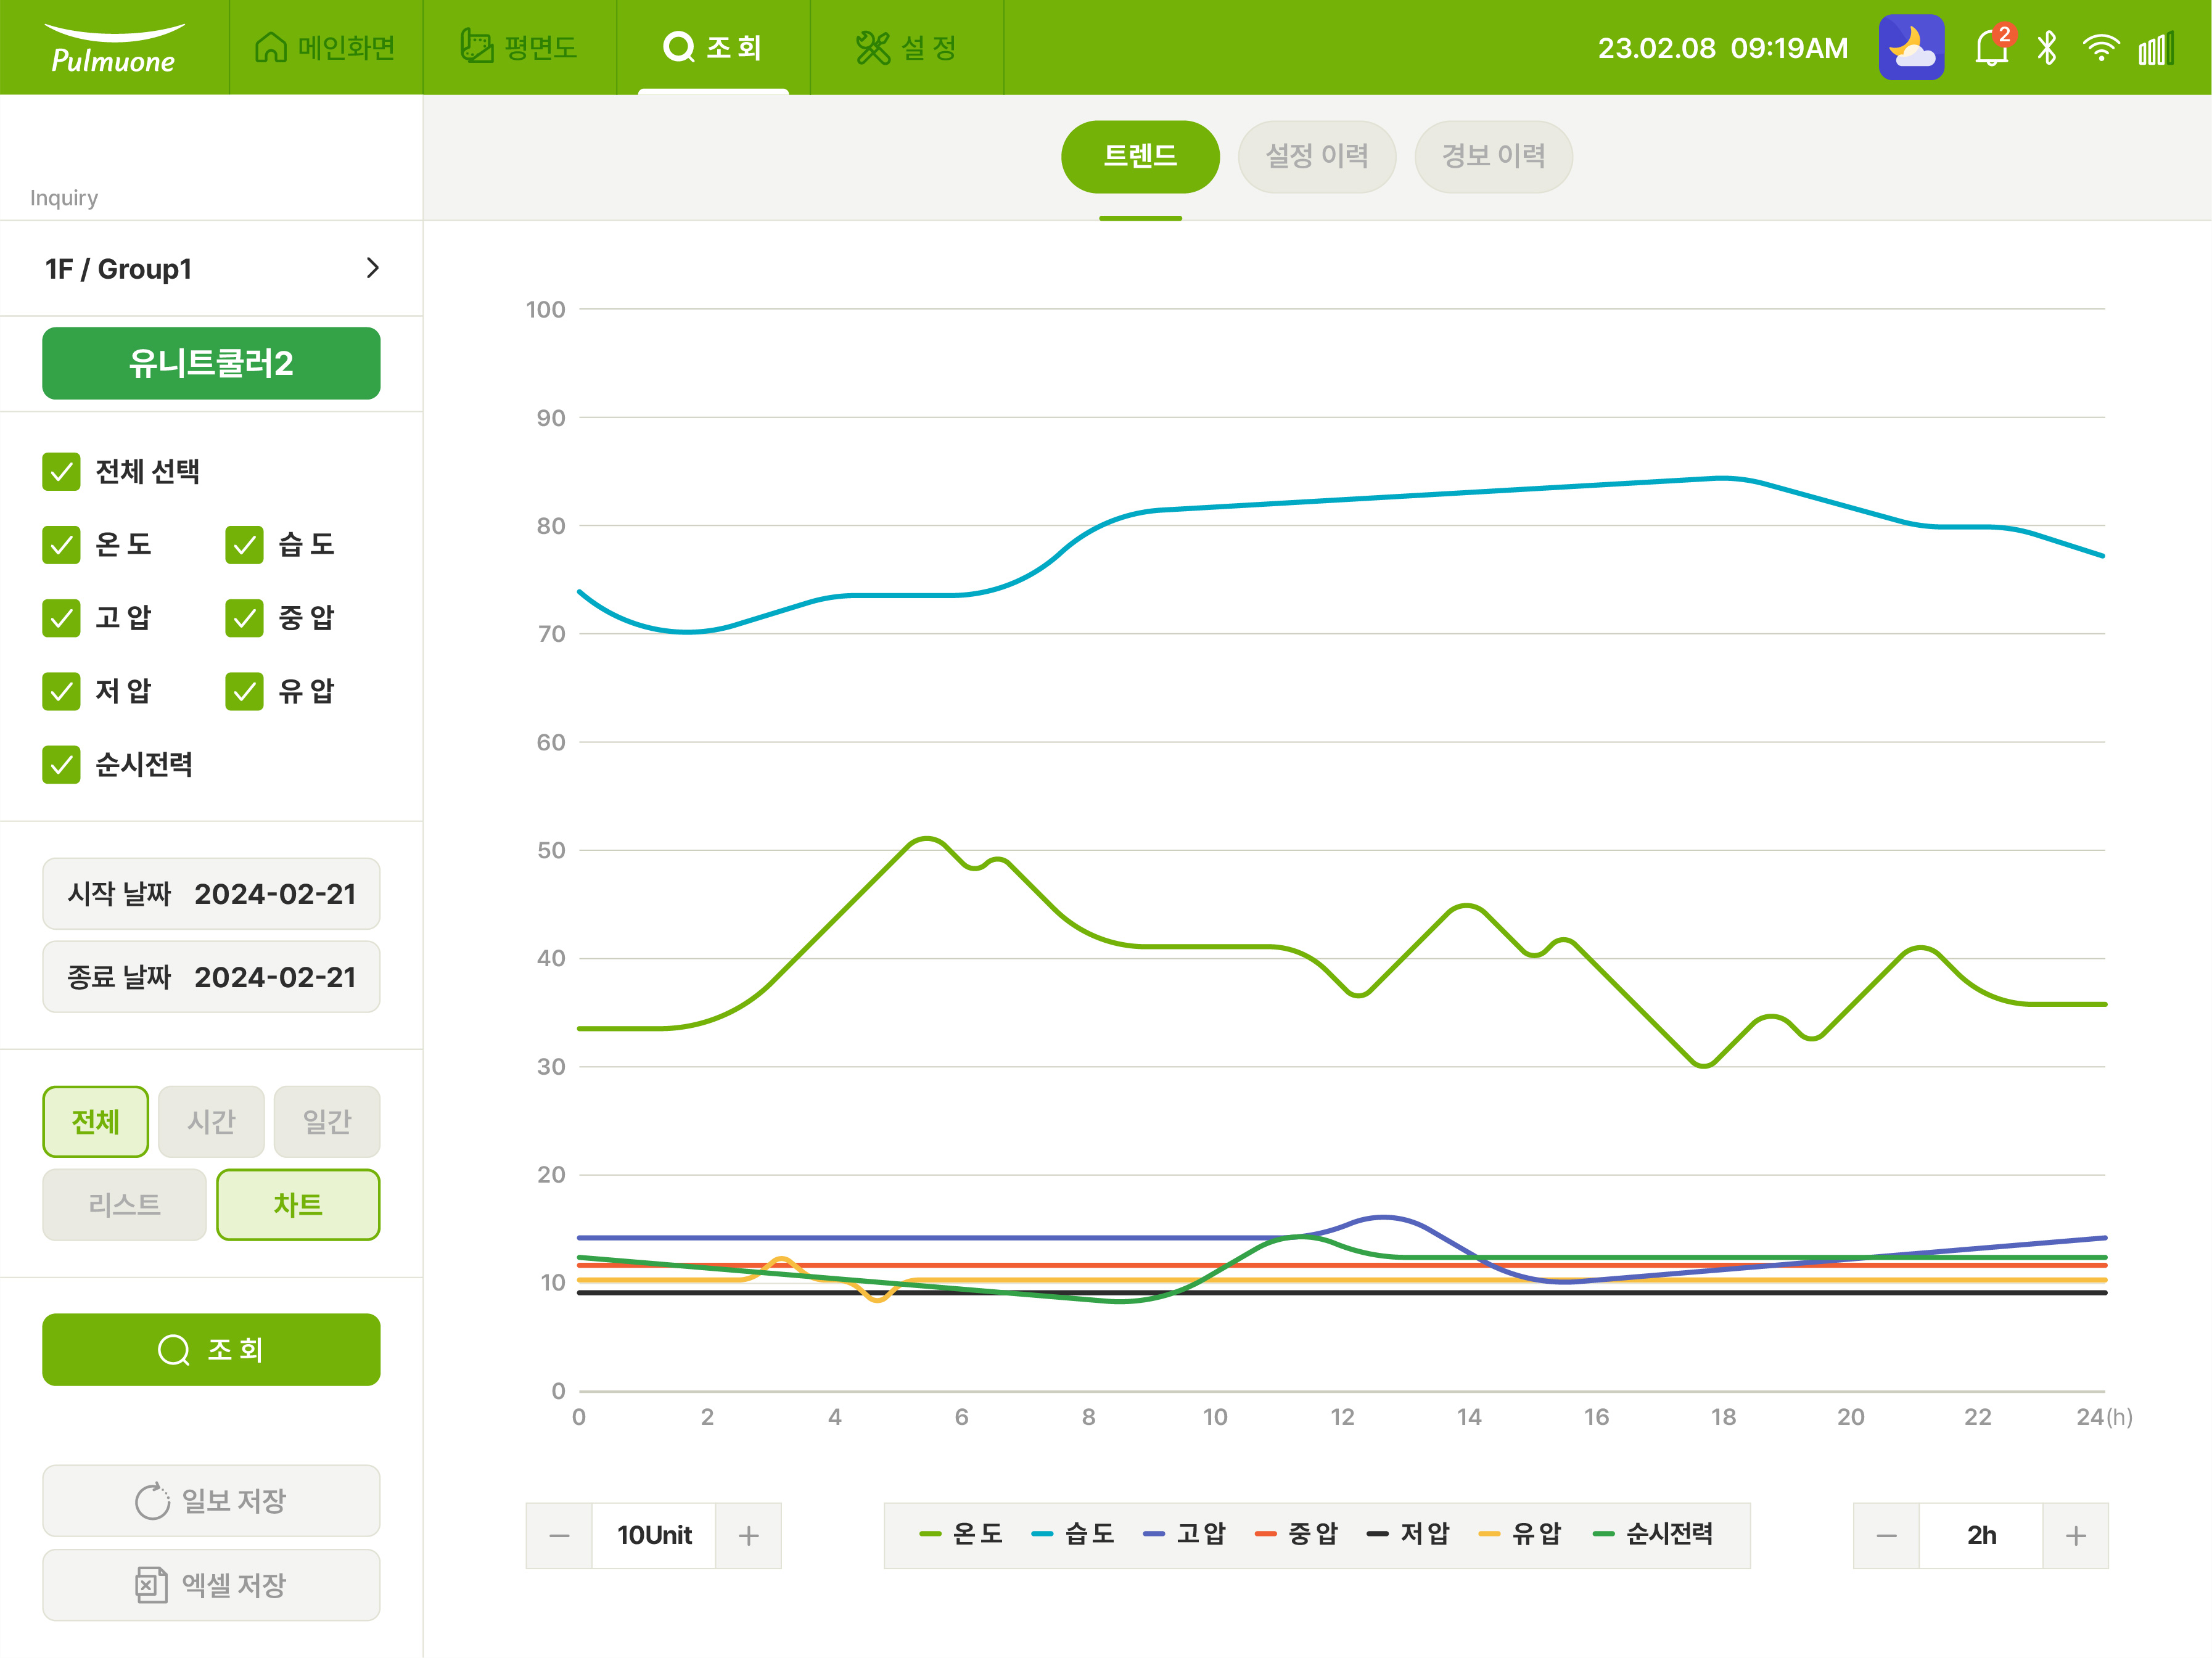 Pulmuone 메인화면 평면도 조 회 설 정 23.02.08 09:19AM 2
Inquiry
트렌드 설정 이력 경보 이력
1F / Group1
유니트쿨러2
전체 선택
온 도 습 도
고 압 중 압
저 압 유 압
순시전력
시작 날짜 2024-02-21
종료 날짜 2024-02-21
전체 시간 일간
리스트 차트
조 회
일보 저장
엑셀 저장
100
90
80
70
60
50
40
30
20
10
0
0 2 4 6 8 10 12 14 16 18 20 22 24(h)
10Unit
온 도 습 도 고 압 중 압 저 압 유 압 순시전력
2h